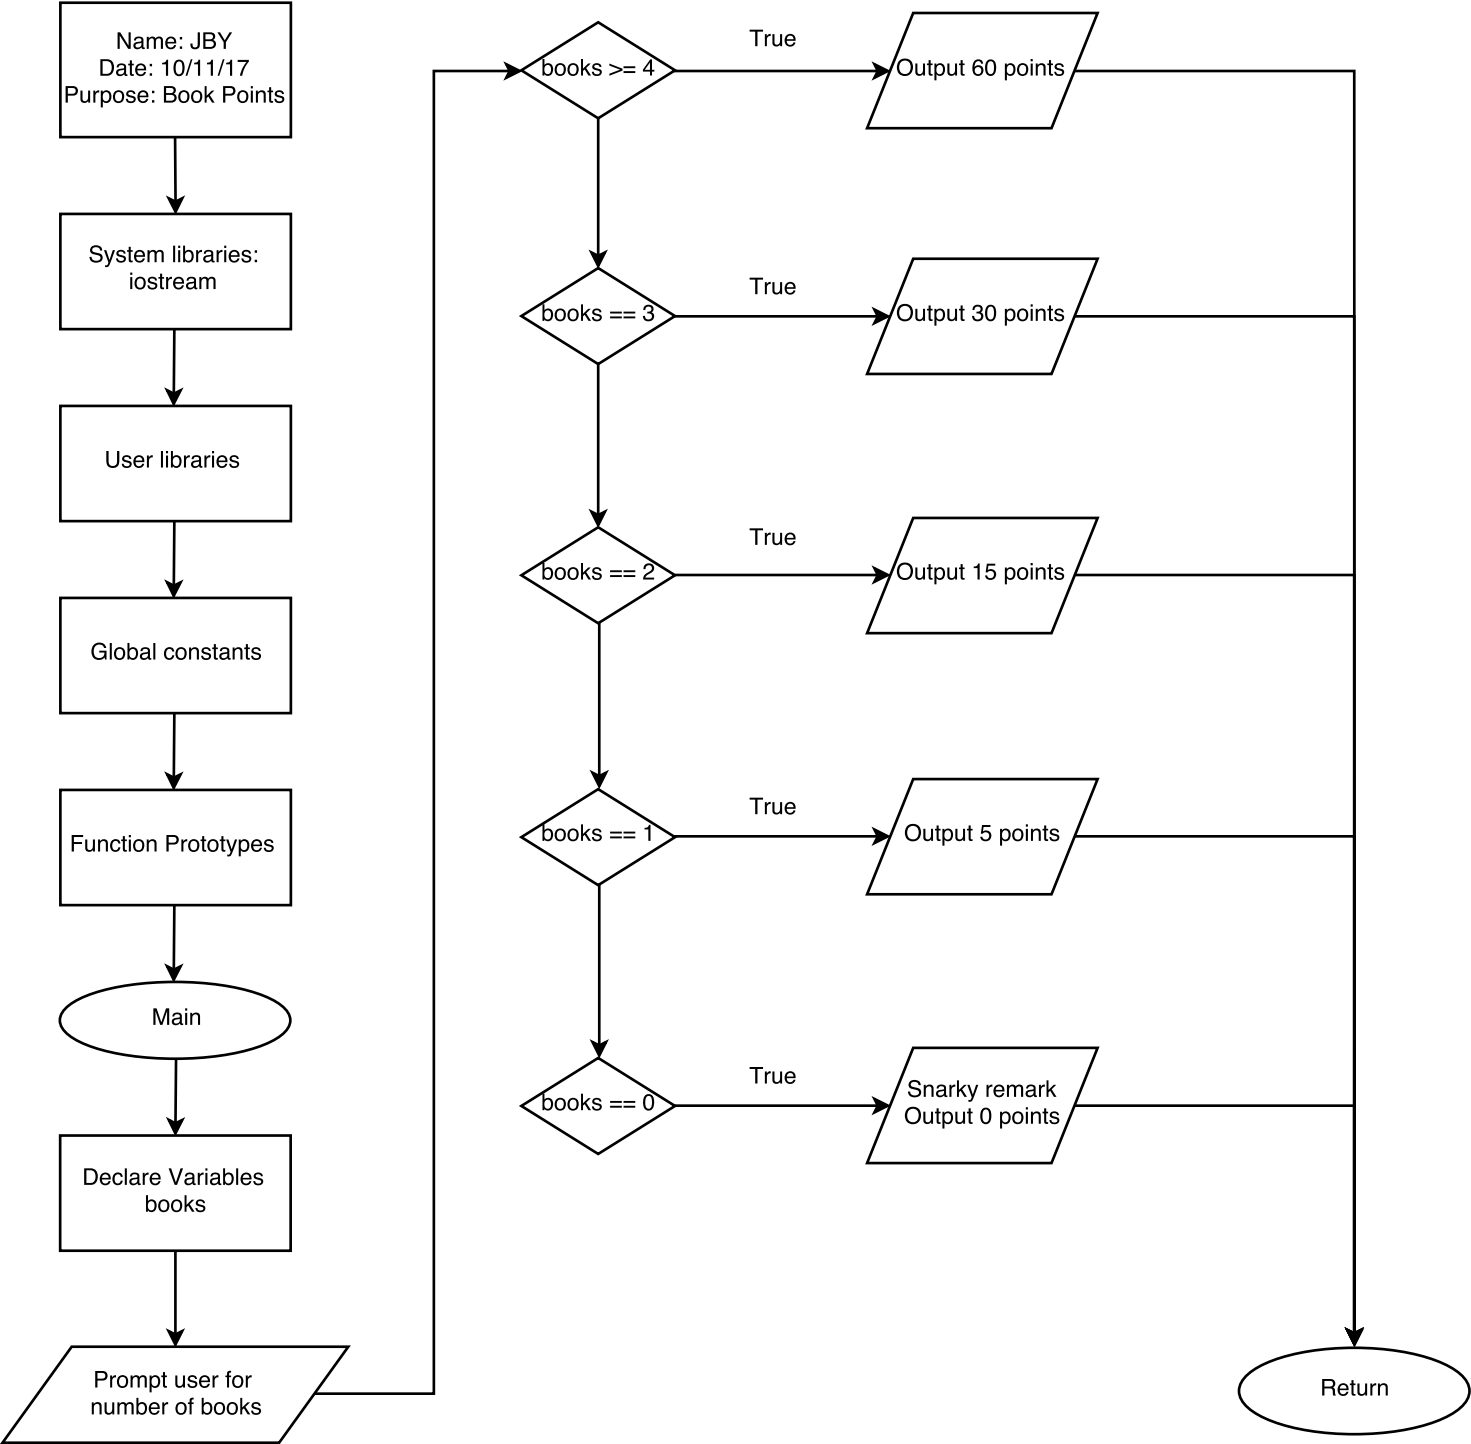 Name: JBY
Date: 10/11/17
Purpose: Book Points
System libraries:
iostream
User libraries
Global constants
Function Prototypes
Main
Declare Variables
books
Prompt user for
number of books
books >= 4
True
Output 60 points
books == 3
True
Output 30 points
books == 2
True
Output 15 points
books == 1
True
Output 5 points
books == 0
True
Snarky remark
Output 0 points
Return